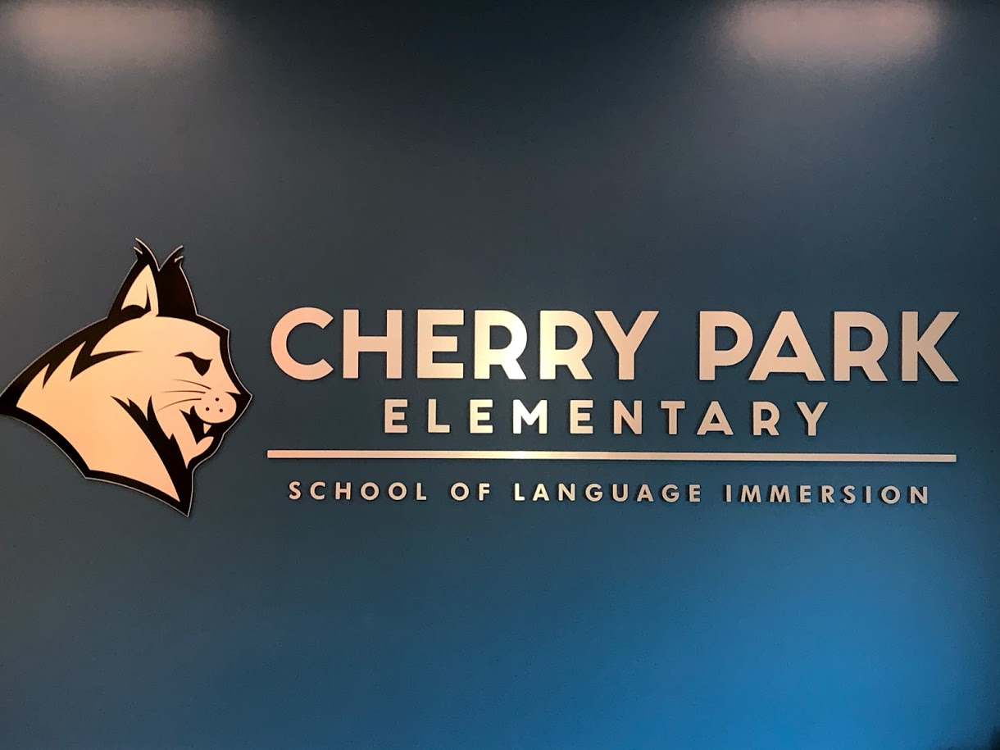 CHERRY PARK
ELEMENTARY
SCHOOL OF LANGUAGE IMMERSION